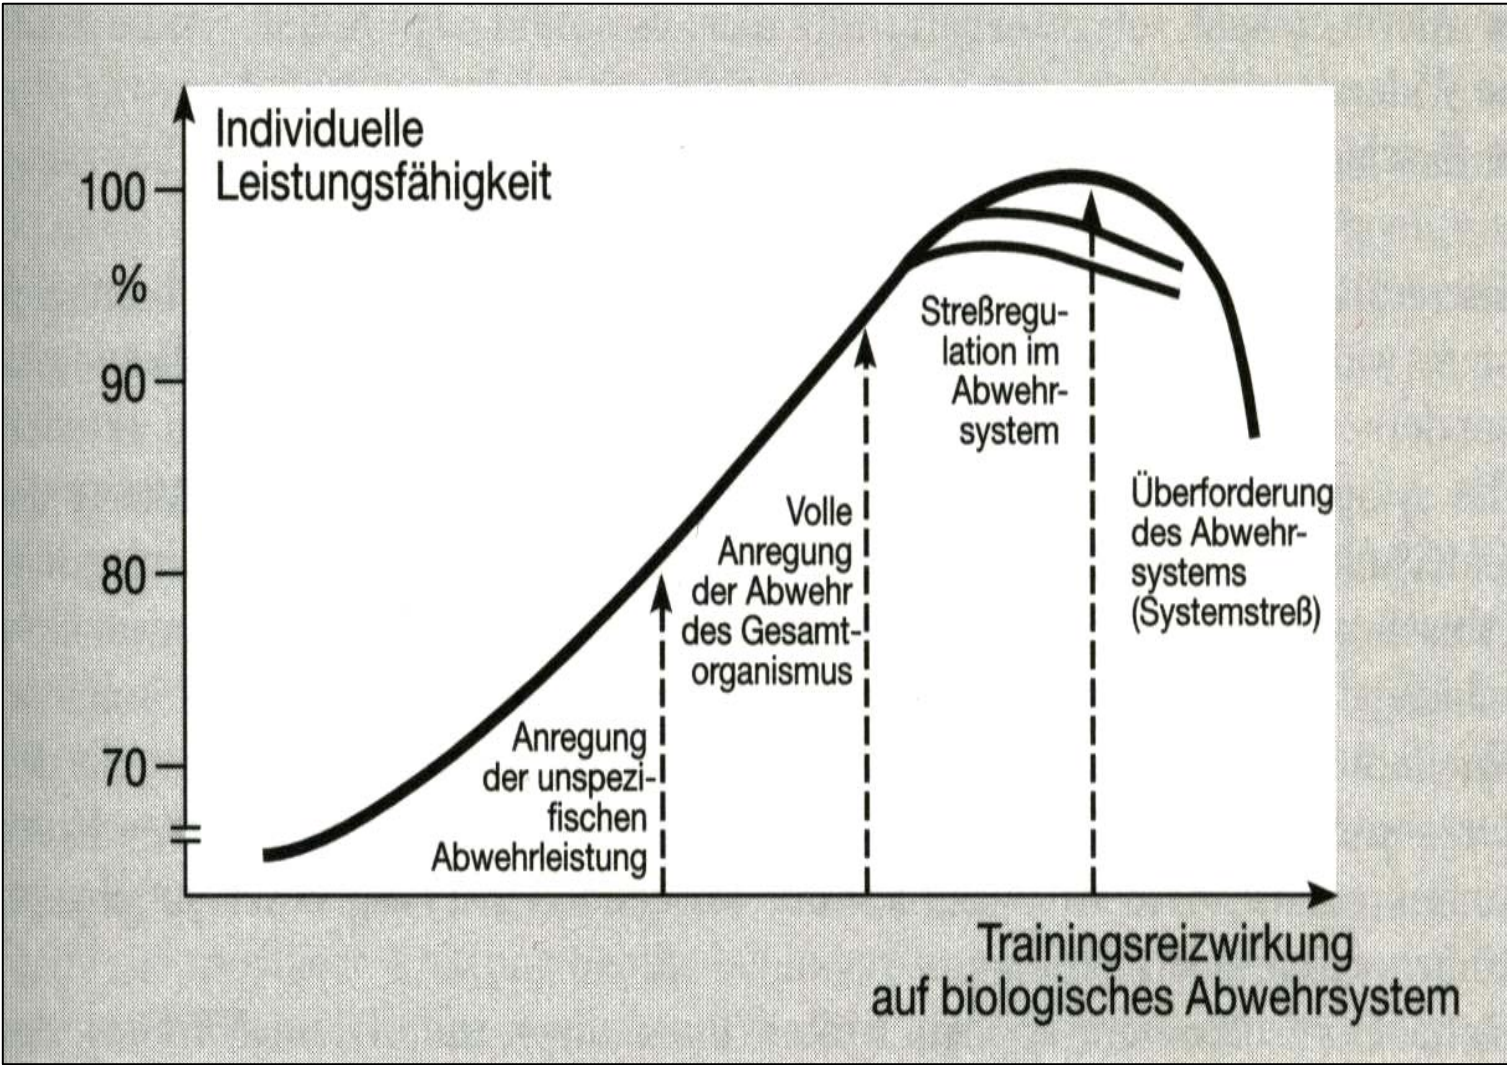 Individuelle
Leistungsfähigkeit
100
%
90
80
70
Streßregu-
lation im
Abwehr-
system
Überforderung
des Abwehr-
systems
(Systemstreß)
Volle
Anregung
der Abwehr
des Gesamt-
organismus
Anregung
der unspezi-
fischen
Abwehrleistung
Trainingsreizwirkung
auf biologisches Abwehrsystem